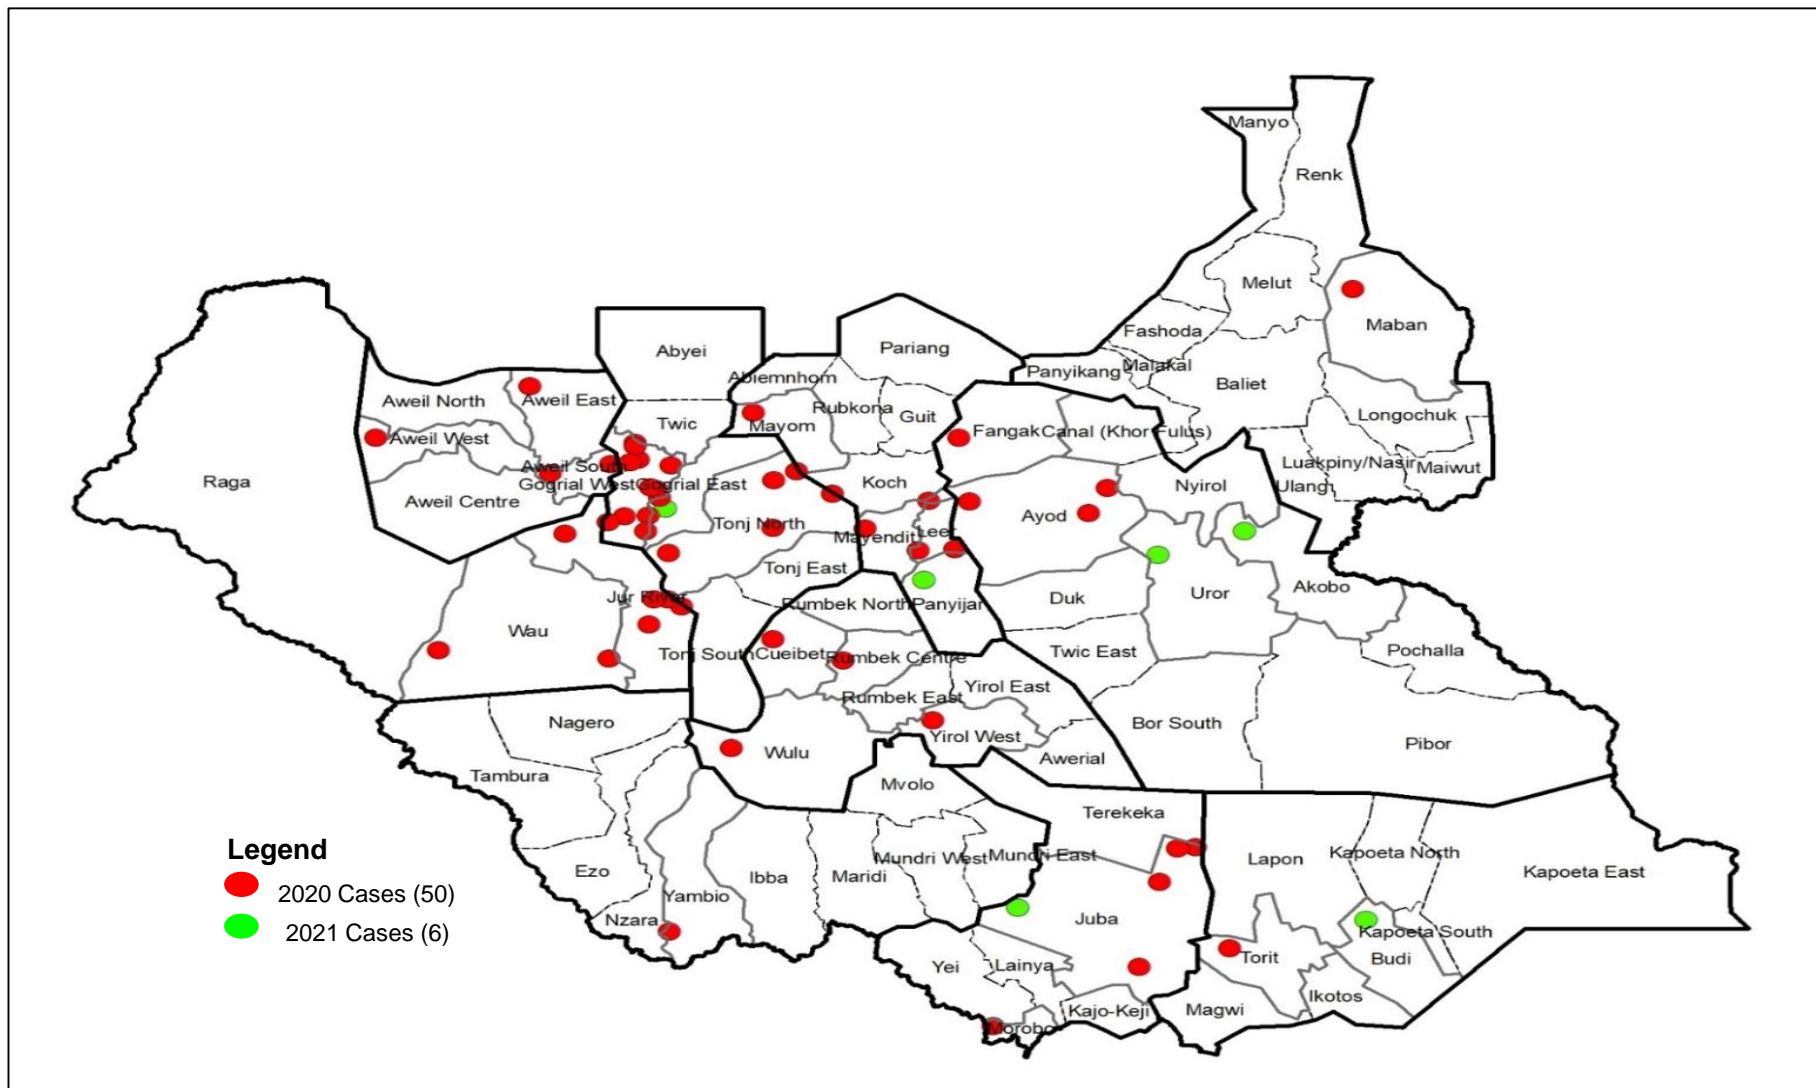 Manyo
Renk
Melut
Maban
Fashoda
Abyei
Pariang
Malakal
Panyikang
Abiemnhom
Baliet
Aweil North
Aweil East
Rubkona
Guit
Longochuk
Twic
Mayom
Fangak
Canal (Khor Fulus)
Aweil West
Aweil South
Luakpiny/Nasir
Maiwut
Raga
Gogrial West
Gogrial East
Koch
Nyirol
Ulang
Aweil Centre
Ayod
Tonj North
Mayendit
Leer
Tonj East
Akobo
Uror
Jur River
Rumbek North
Panyijar
Duk
Wau
Tonj South
Cueibet
Rumbek Centre
Twic East
Pochalla
Yirol East
Rumbek East
Nagero
Bor South
Yirol West
Pibor
Wulu
Awerial
Tambura
Mvolo
Terekeka
Legend
2020 Cases (50)
2021 Cases (6)
Mundri West
Mundri East
Lapon
Kapoeta North
Kapoeta East
Ezo
Ibba
Maridi
Yambio
Nzara
Juba
Kapoeta South
Torit
Budi
Yei
Lainya
Ikotos
Kajo-Keji
Magwi
Morobo